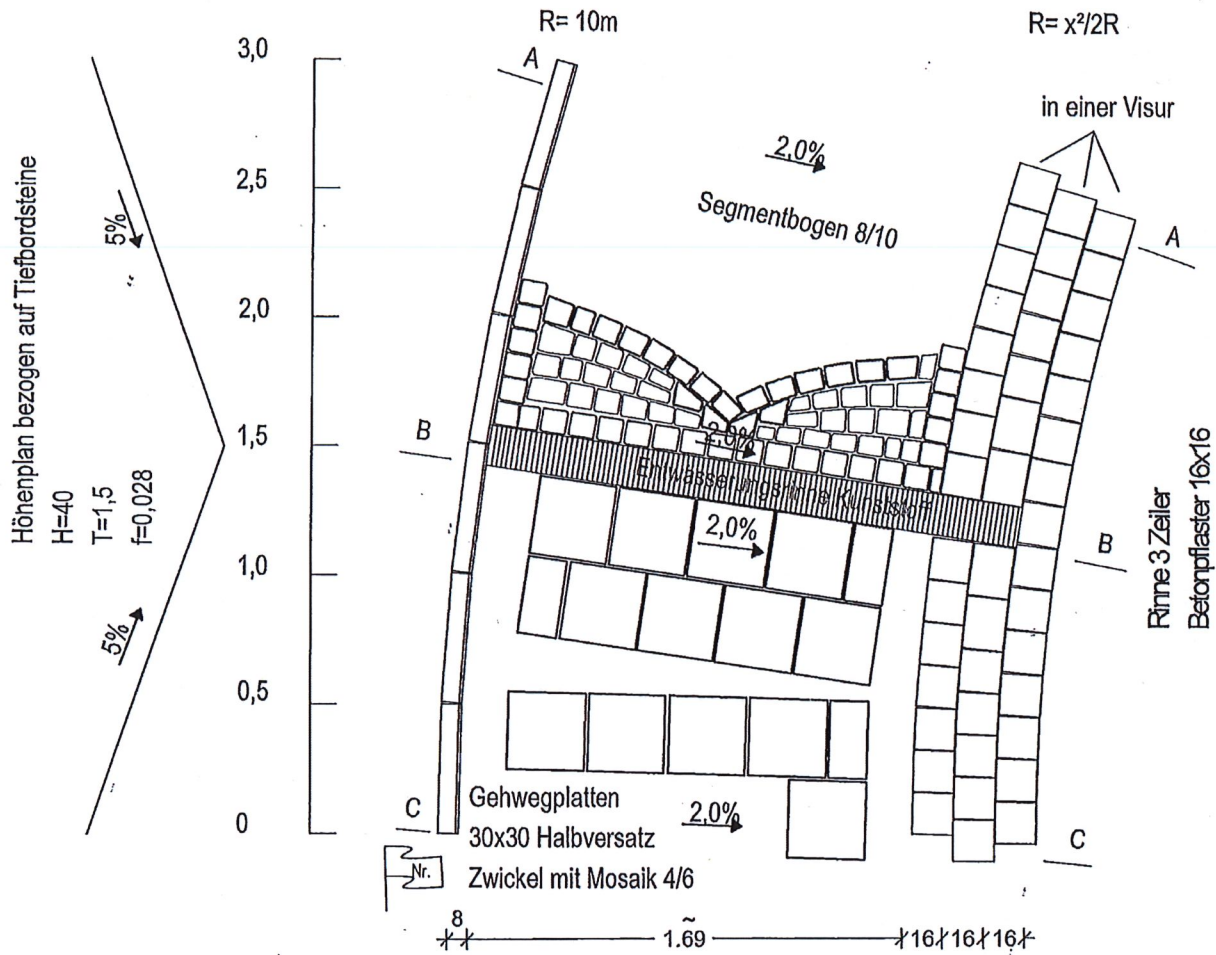 R= 10m
R= x²/2R
3,0
A
in einer Visur
2,0%
2,5
5%
Segmentbogen 8/10
A
2,0
Höhenplan bezogen auf Tiefbordsteine
H=40
T=1,5
f=0,028
1,5
B
2,0%
Entwässerungsrinne Kunststoff
2,0%
B
Rinne 3 Zeiler
Betonpflaster 16x16
1,0
5%
0,5
0
C
Gehwegplatten
30x30 Halbversatz
Zwickel mit Mosaik 4/6
2,0%
C
Nr.
8
~
1.69
16
16
16